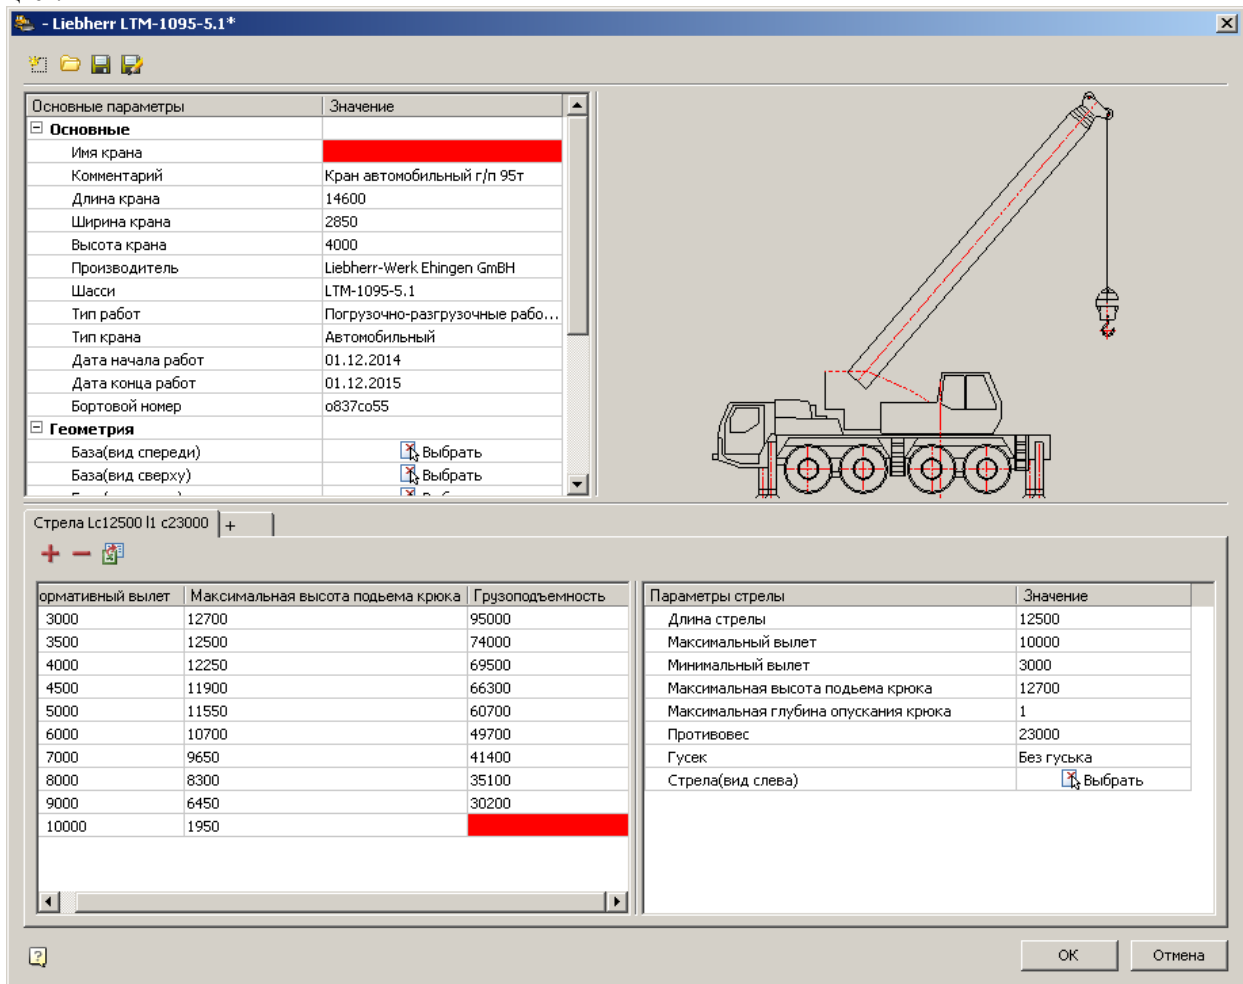 - Liebherr LTM-1095-5.1*
Основные параметры Значение
Основные
Имя крана
Комментарий Кран автомобильный г/п 95т
Длина крана 14600
Ширина крана 2850
Высота крана 4000
Производитель Liebherr-Werk Ehingen GmBH
Шасси LTM-1095-5.1
Тип работ Погрузочно-разгрузочные рабо...
Тип крана Автомобильный
Дата начала работ 01.12.2014
Дата конца работ 01.12.2015
Бортовой номер о837со55
Геометрия
База(вид спереди) Выбрать
База(вид сверху) Выбрать
Стрела Lc12500 l1 c23000 +
ормативный вылет Максимальная высота подьема крюка Грузоподъемность
3000 12700 95000
3500 12500 74000
4000 12250 69500
4500 11900 66300
5000 11550 60700
6000 10700 49700
7000 9650 41400
8000 8300 35100
9000 6450 30200
10000 1950
Параметры стрелы Значение
Длина стрелы 12500
Максимальный вылет 10000
Минимальный вылет 3000
Максимальная высота подьема крюка 12700
Максимальная глубина опускания крюка 1
Противовес 23000
Гусек Без гуська
Стрела(вид слева) Выбрать
ОК Отмена